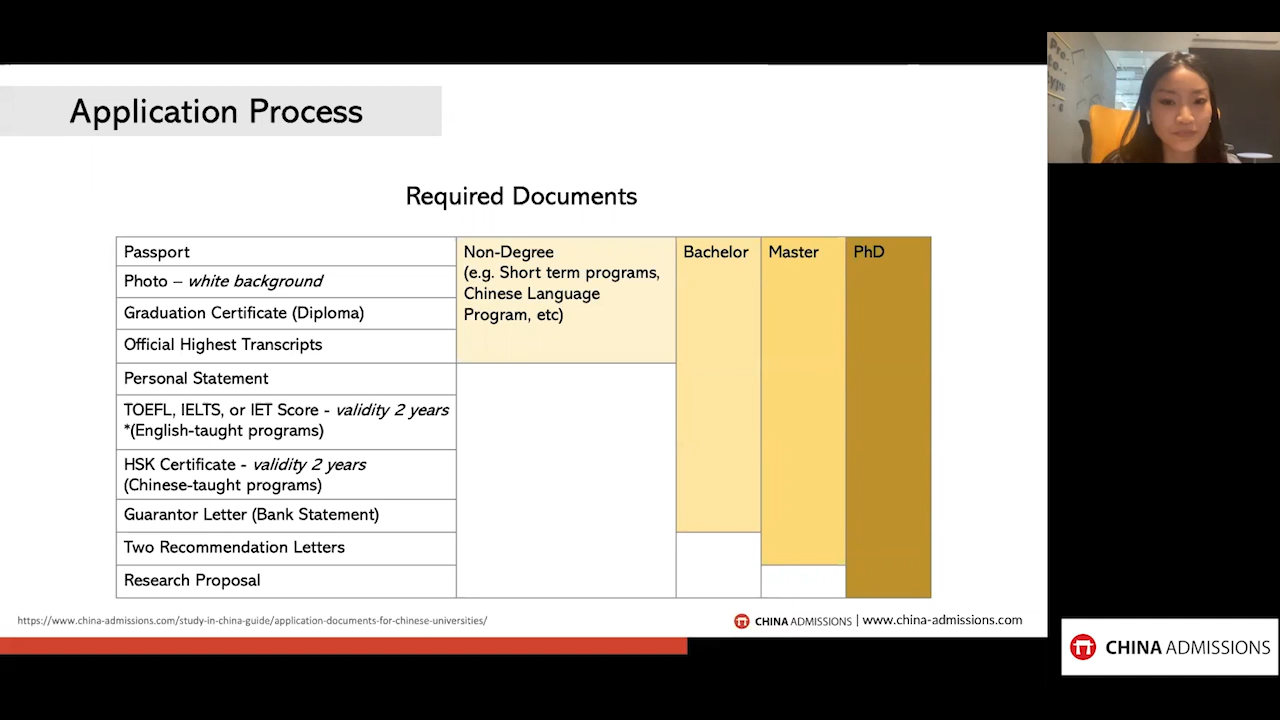 Application Process
Required Documents
Passport
Photo – white background
Graduation Certificate (Diploma)
Official Highest Transcripts
Personal Statement
TOEFL, IELTS, or IET Score - validity 2 years
*(English-taught programs)
HSK Certificate - validity 2 years
(Chinese-taught programs)
Guarantor Letter (Bank Statement)
Two Recommendation Letters
Research Proposal
Non-Degree
(e.g. Short term programs,
Chinese Language
Program, etc)
Bachelor
Master
PhD
https://www.china-admissions.com/study-in-china-guide/application-documents-for-chinese-universities/
CHINA ADMISSIONS | www.china-admissions.com
CHINA ADMISSIONS